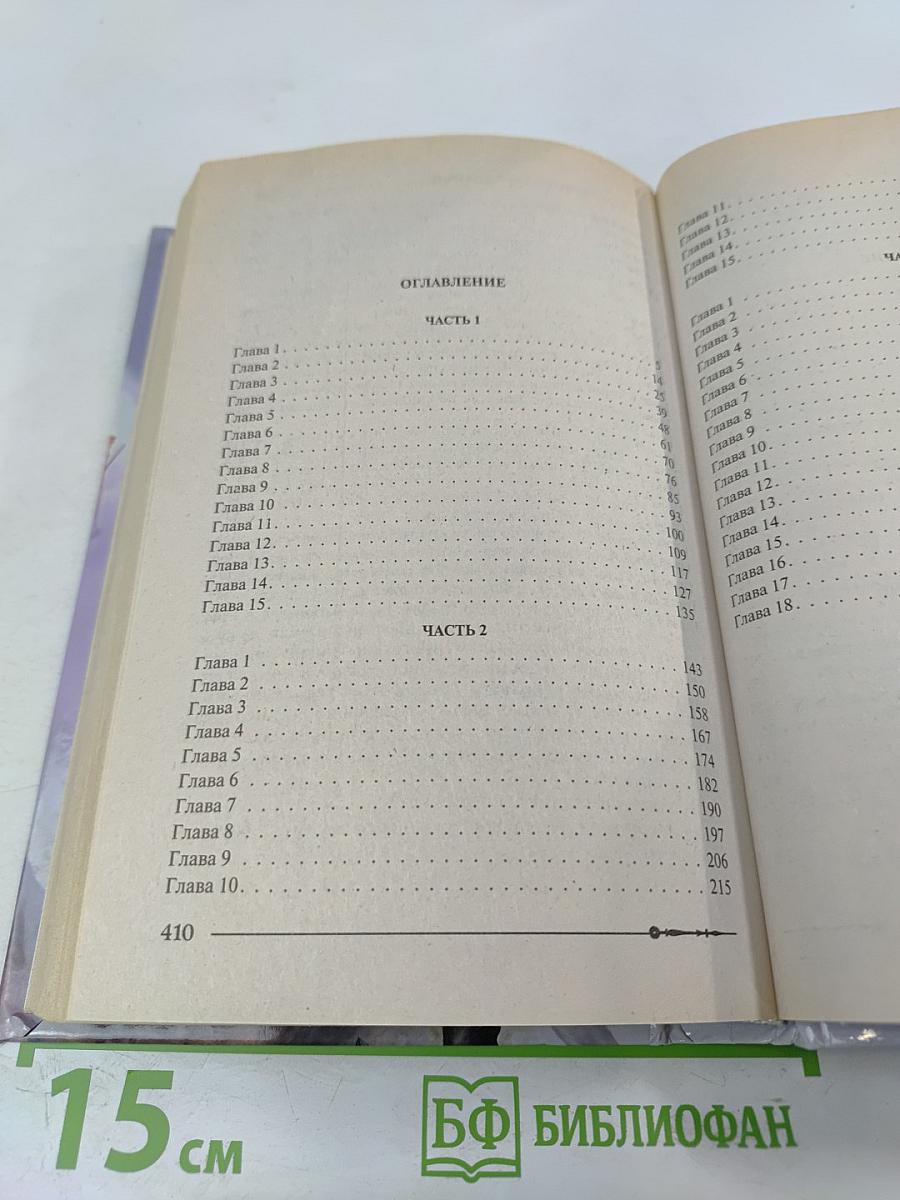 ОГЛАВЛЕНИЕ
ЧАСТЬ 1
Глава 1 . . . . . 5
Глава 2 . . . . . 14
Глава 3 . . . . . 25
Глава 4 . . . . . 39
Глава 5 . . . . . 48
Глава 6 . . . . . 61
Глава 7 . . . . . 70
Глава 8 . . . . . 76
Глава 9 . . . . . 85
Глава 10 . . . . . 93
Глава 11. . . . . 100
Глава 12. . . . . 109
Глава 13. . . . . 117
Глава 14. . . . . 127
Глава 15. . . . . 135
ЧАСТЬ 2
Глава 1 . . . . . 143
Глава 2 . . . . . 150
Глава 3 . . . . . 158
Глава 4 . . . . . 167
Глава 5 . . . . . 174
Глава 6 . . . . . 182
Глава 7 . . . . . 190
Глава 8 . . . . . 197
Глава 9 . . . . . 206
Глава 10. . . . . 215
410
Глава 11. . . . .
Глава 12. . . . .
Глава 13. . . . .
Глава 14. . . . .
Глава 15. . . . .
ЧА
Глава 1 . . . . .
Глава 2 . . . . .
Глава 3 . . . . .
Глава 4 . . . . .
Глава 5 . . . . .
Глава 6 . . . . .
Глава 7 . . . . .
Глава 8 . . . . .
Глава 9 . . . . .
Глава 10. . . . .
Глава 11. . . . .
Глава 12. . . . .
Глава 13. . . . .
Глава 14. . . . .
Глава 15. . . . .
Глава 16. . . . .
Глава 17. . . . .
Глава 18. . . . .
15 см
БФ БИБЛИОФАН